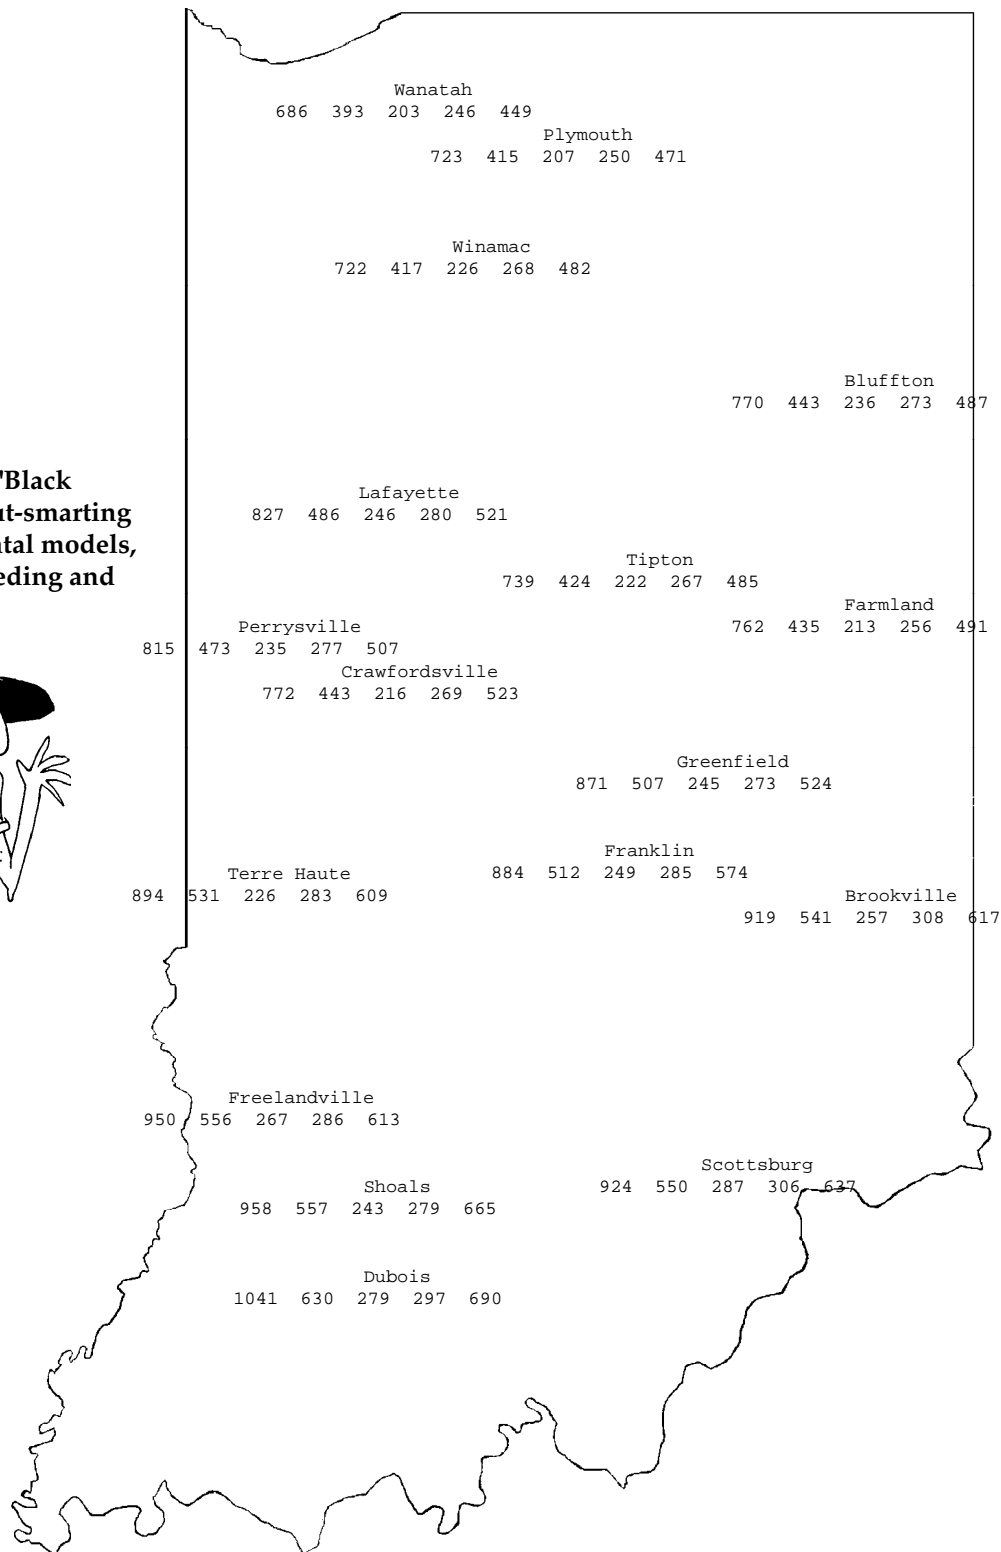 Wanatah
686 393 203 246 449
Plymouth
723 415 207 250 471
Winamac
722 417 226 268 482
Bluffton
770 443 236 273 487
"Black
-smarting
models,
and
Lafayette
827 486 246 280 521
Tipton
739 424 222 267 485
Farmland
762 435 213 256 491
Perrysville
815 473 235 277 507
Crawfordsville
772 443 216 269 523
Greenfield
871 507 245 273 524
Franklin
884 512 249 285 574
Terre Haute
894 531 226 283 609
Brookville
919 541 257 308 617
Freelandville
950 556 267 286 613
Scottsburg
924 550 287 306 637
Shoals
958 557 243 279 665
Dubois
1041 630 279 297 690